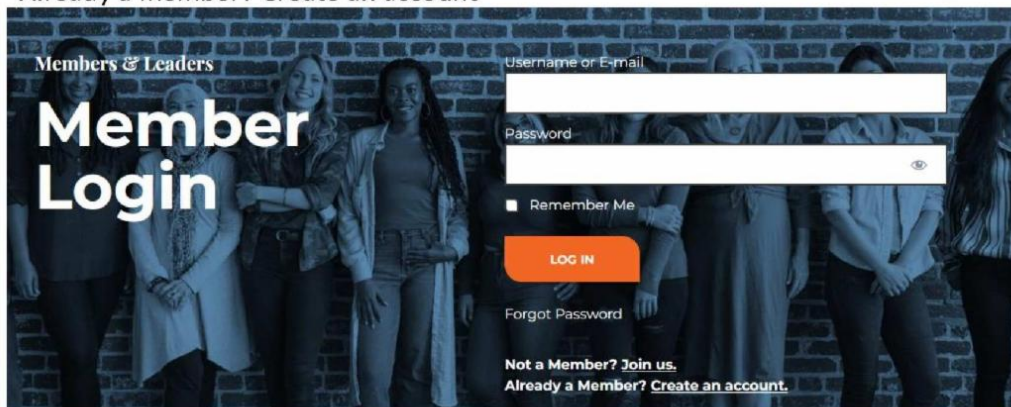 Already a member? Create an account
Members & Leaders
Member
Login
Username or E-mail
Password
Remember Me
LOG IN
Forgot Password
Not a Member? Join us.
Already a Member? Create an account.